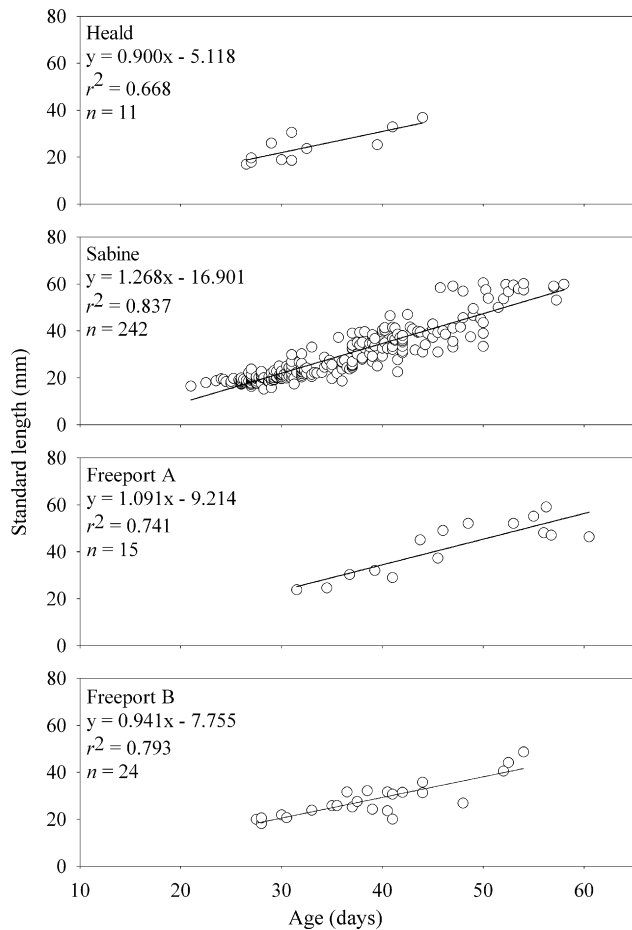 80
Heald
y = 0.900x - 5.118
60
r² = 0.668
n = 11
40
20
0
80
Sabine
y = 1.268x - 16.901
60
r² = 0.837
n = 242
40
20
0
Standard length (mm)
80
Freeport A
y = 1.091x - 9.214
60
r² = 0.741
n = 15
40
20
0
80
Freeport B
y = 0.941x - 7.755
60
r² = 0.793
n = 24
40
20
0
10 20 30 40 50 60
Age (days)